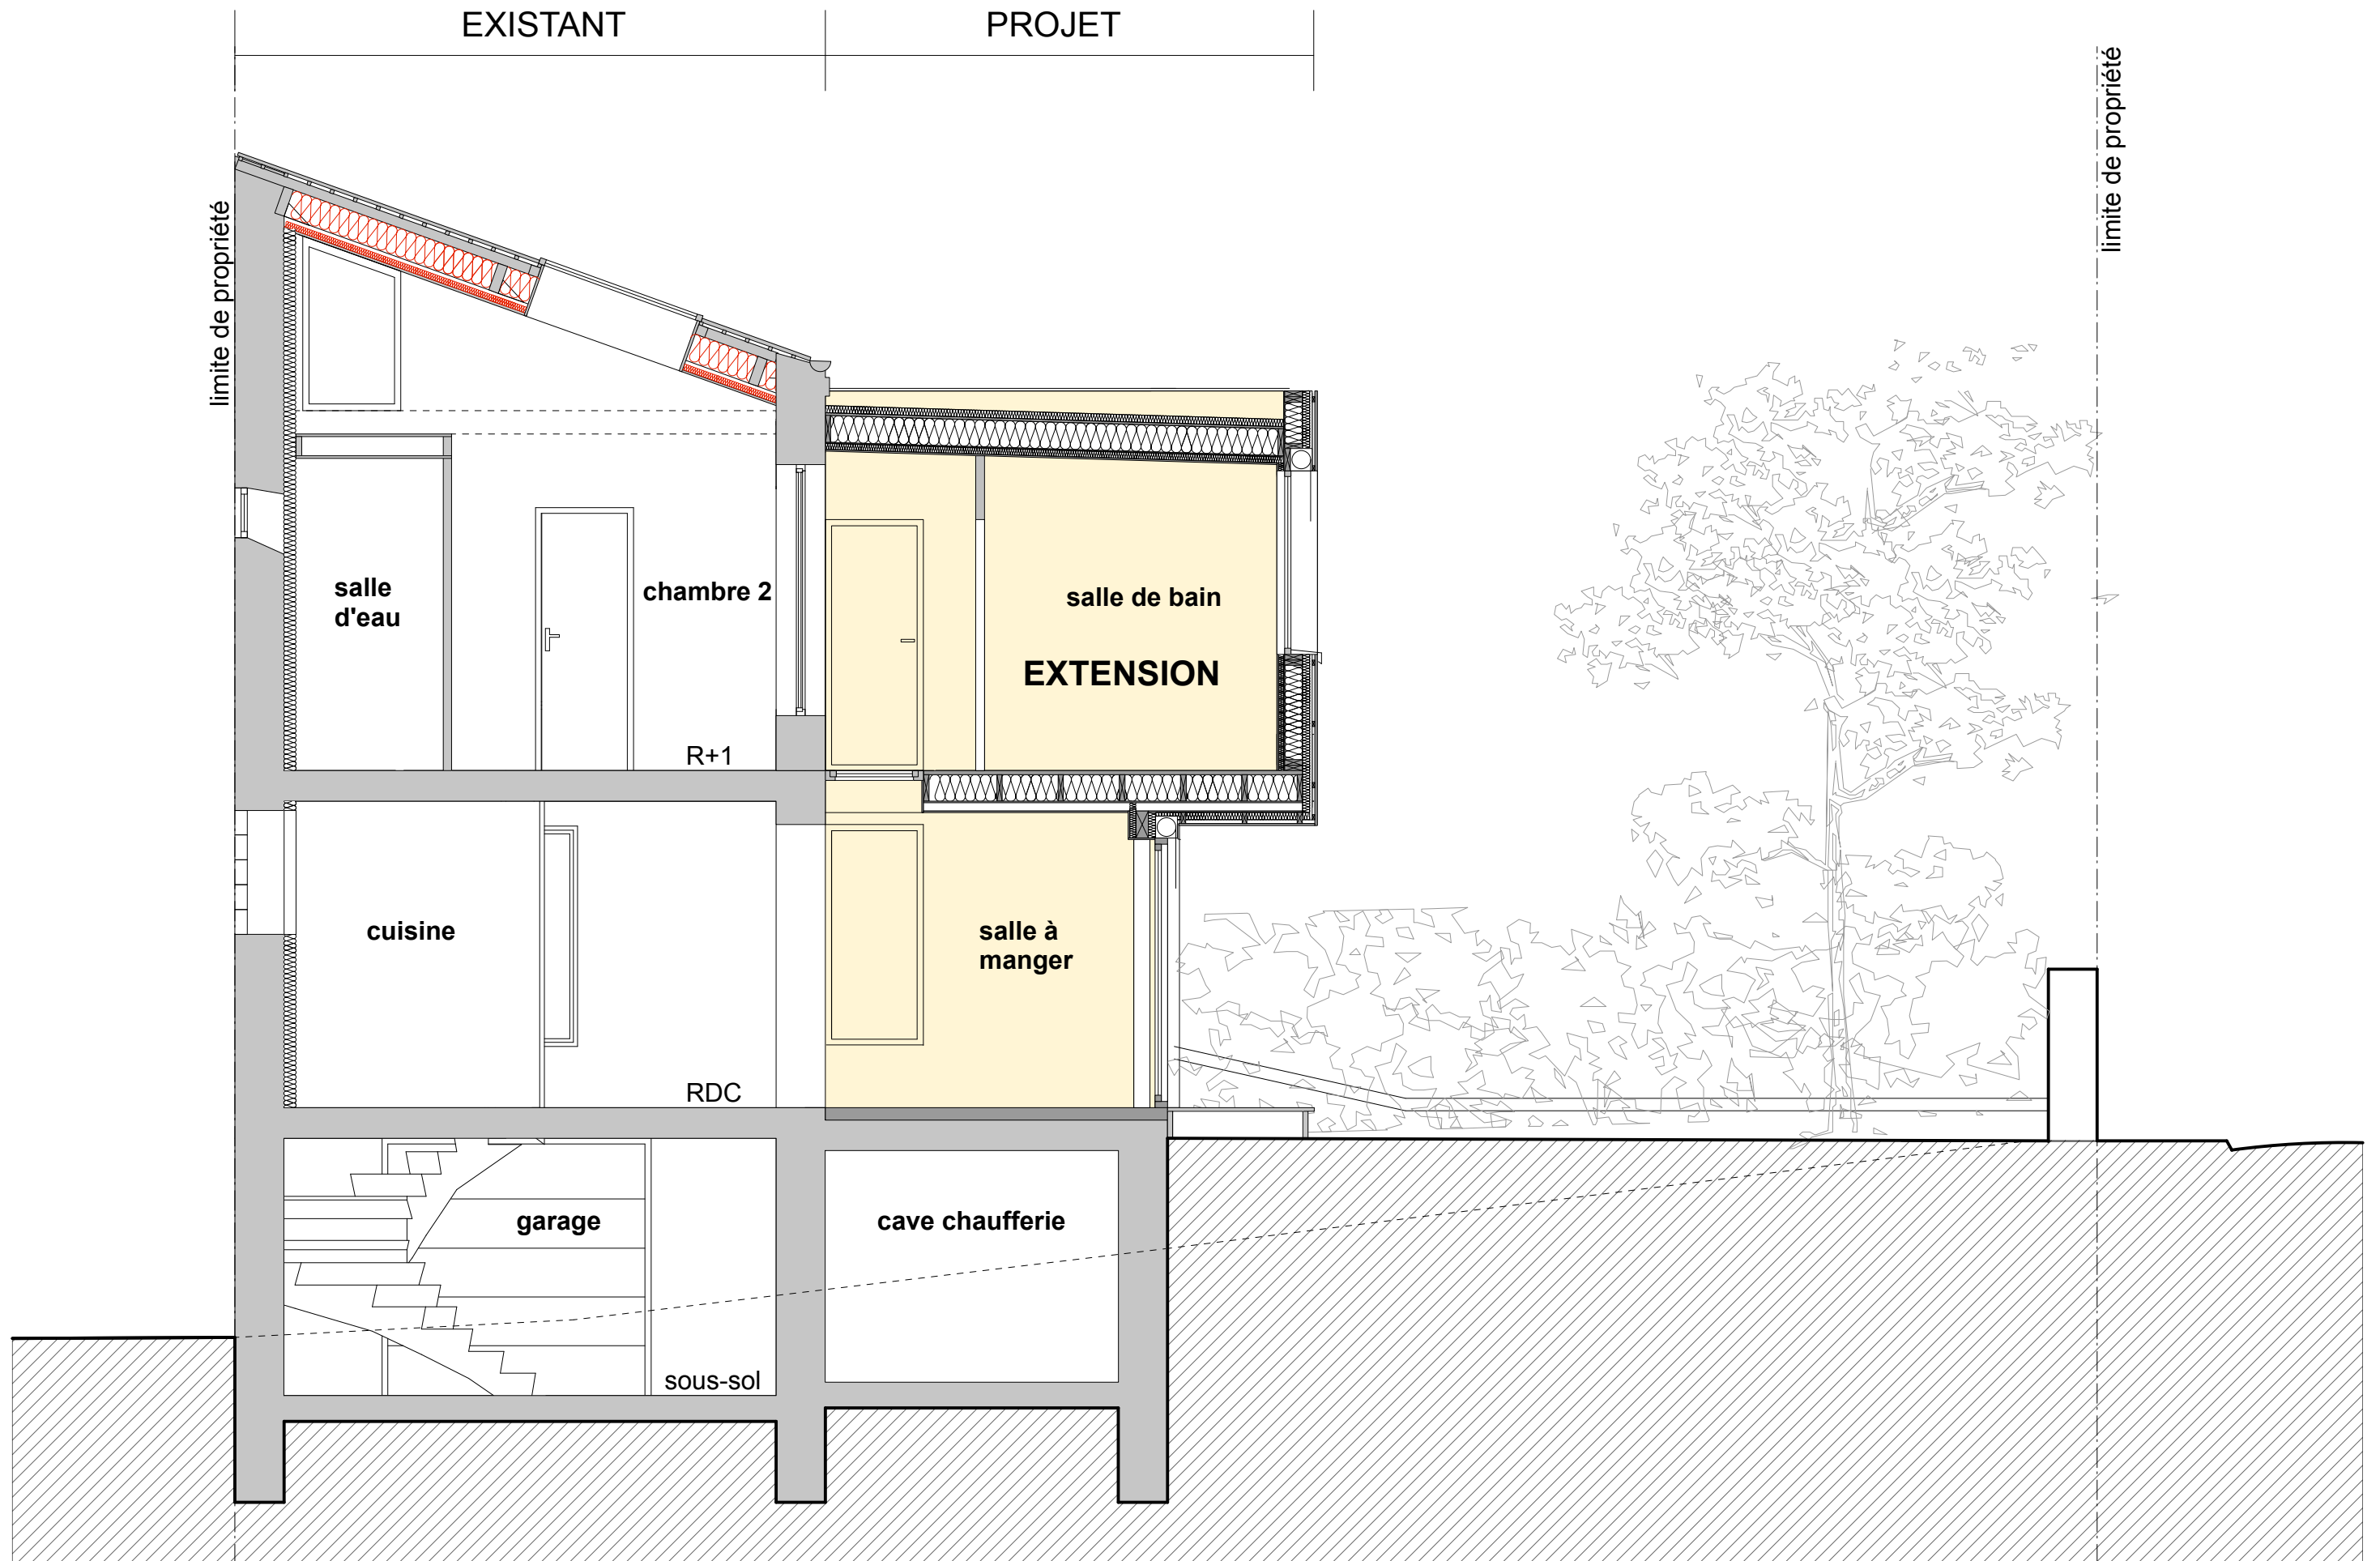 EXISTANT
PROJET
limite de propriété
limite de propriété
salle
d'eau
chambre 2
salle de bain
EXTENSION
R+1
cuisine
salle à
manger
RDC
garage
cave chaufferie
sous-sol